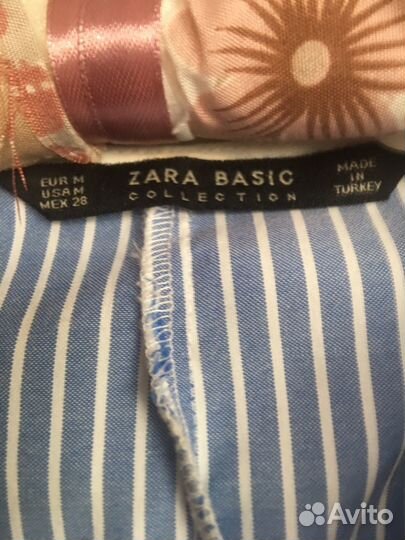 EUR M
USA M
MEX 28
ZARA BASIC
COLLECTION
MADE
IN
TURKEY
Avito